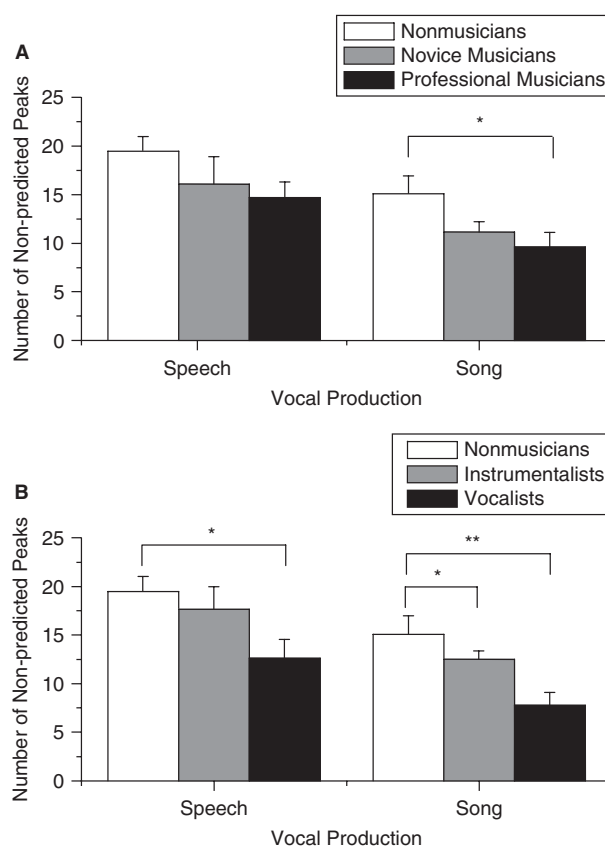 A
Nonmusicians
Novice Musicians
Professional Musicians
Number of Non-predicted Peaks
25
20
15
10
5
0
*
Speech
Song
Vocal Production
B
Nonmusicians
Instrumentalists
Vocalists
Number of Non-predicted Peaks
25
20
15
10
5
0
*
**
*
Speech
Song
Vocal Production